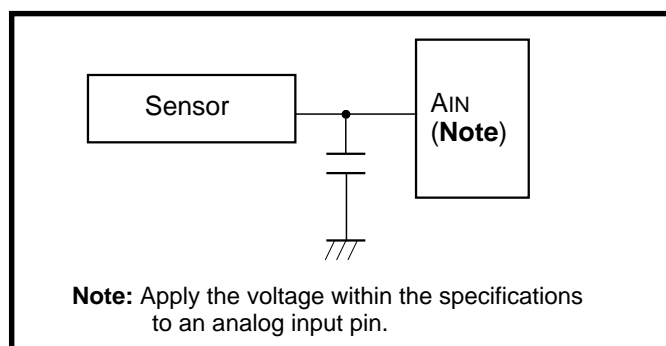 Sensor
AIN
(Note)
Note: Apply the voltage within the specifications
to an analog input pin.